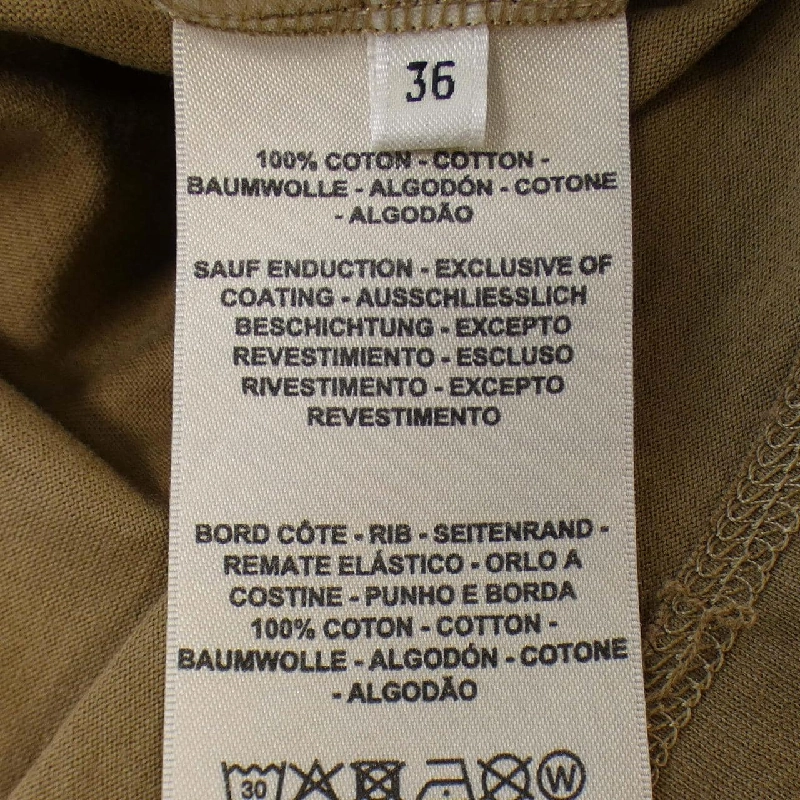 36
100% COTON - COTTON -
BAUMWOLLE - ALGODÓN - COTONE
- ALGODÃO
SAUF ENDUCTION - EXCLUSIVE OF
COATING - AUSSCHLIESSLICH
BESCHICHTUNG - EXCEPTO
REVESTIMIENTO - ESCLUSO
RIVESTIMENTO - EXCEPTO
REVESTIMENTO
BORD CÔTE - RIB - SEITENRAND -
REMATE ELÁSTICO - ORLO A
COSTINE - PUNHO E BORDA
100% COTON - COTTON -
BAUMWOLLE - ALGODÓN - COTONE
- ALGODÃO
30 W